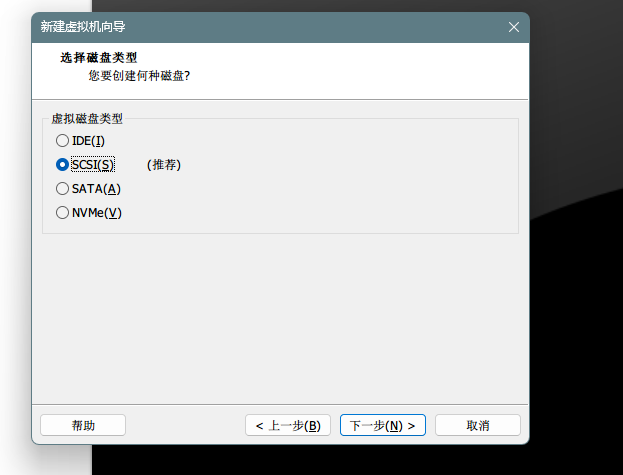 新建虚拟机向导
选择磁盘类型
您要创建何种磁盘?
虚拟磁盘类型
IDE(I)
SCSI(S) (推荐)
SATA(A)
NVMe(V)
帮助 < 上一步(B) 下一步(N) > 取消